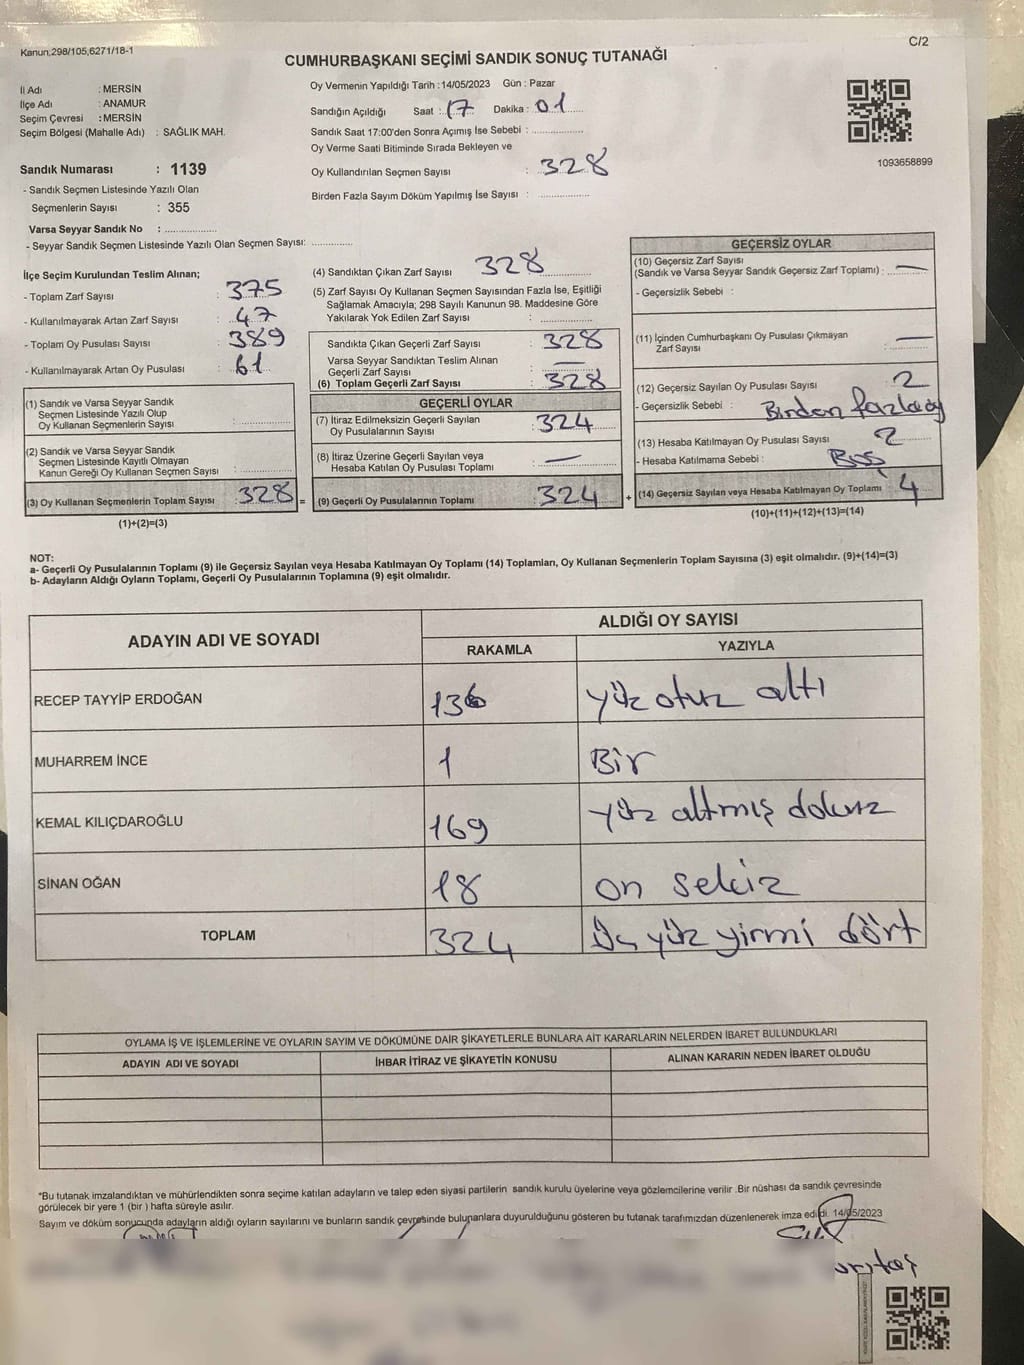 Kanun,298/105,6271/18-1
C/2
CUMHURBAŞKANI SEÇİMİ SANDIK SONUÇ TUTANAĞI
İl Adı : MERSİN
İlçe Adı : ANAMUR
Seçim Çevresi : MERSİN
Seçim Bölgesi (Mahalle Adı) : SAĞLIK MAH.
Sandık Numarası : 1139
- Sandık Seçmen Listesinde Yazılı Olan
Seçmenlerin Sayısı : 355
Varsa Seyyar Sandık No : ................
- Seyyar Sandık Seçmen Listesinde Yazılı Olan Seçmen Sayısı: ............
Oy Vermenin Yapıldığı Tarih :14/05/2023 Gün : Pazar
Sandığın Açıldığı Saat : 17 Dakika : 01
Sandık Saat 17:00'den Sonra Açımış İse Sebebi : ................
Oy Verme Saati Bitiminde Sırada Bekleyen ve
Oy Kullandırılan Seçmen Sayısı : 328
Birden Fazla Sayım Döküm Yapılmış İse Sayısı : ................
1093658899
İlçe Seçim Kurulundan Teslim Alınan;
- Toplam Zarf Sayısı : 375
- Kullanılmayarak Artan Zarf Sayısı : 47
- Toplam Oy Pusulası Sayısı : 389
- Kullanılmayarak Artan Oy Pusulası : 61
(1) Sandık ve Varsa Seyyar Sandık
Seçmen Listesinde Yazılı Olup
Oy Kullanan Seçmenlerin Sayısı : ................
(2) Sandık ve Varsa Seyyar Sandık
Seçmen Listesinde Kayıtlı Olmayan
Kanun Gereği Oy Kullanan Seçmen Sayısı : ................
(3) Oy Kullanan Seçmenlerin Toplam Sayısı : 328 =
(1)+(2)=(3)
(4) Sandıktan Çıkan Zarf Sayısı : 328
(5) Zarf Sayısı Oy Kullanan Seçmen Sayısından Fazla İse, Eşitliği
Sağlamak Amacıyla; 298 Sayılı Kanunun 98. Maddesine Göre
Yakılarak Yok Edilen Zarf Sayısı : ................
Sandıkta Çıkan Geçerli Zarf Sayısı : 328
Varsa Seyyar Sandıktan Teslim Alınan
Geçerli Zarf Sayısı : —
(6) Toplam Geçerli Zarf Sayısı : 328
GEÇERLİ OYLAR
(7) İtiraz Edilmeksizin Geçerli Sayılan
Oy Pusulalarının Sayısı : 324
(8) İtiraz Üzerine Geçerli Sayılan veya
Hesaba Katılan Oy Pusulası Toplamı : —
(9) Geçerli Oy Pusulalarının Toplamı : 324 +
GEÇERSİZ OYLAR
(10) Geçersiz Zarf Sayısı
(Sandık ve Varsa Seyyar Sandık Geçersiz Zarf Toplamı) : —
- Geçersizlik Sebebi :
(11) İçinden Cumhurbaşkanı Oy Pusulası Çıkmayan
Zarf Sayısı : —
(12) Geçersiz Sayılan Oy Pusulası Sayısı : 2
- Geçersizlik Sebebi : Birden fazla oy
(13) Hesaba Katılmayan Oy Pusulası Sayısı : 2
- Hesaba Katılmama Sebebi : Boş
(14) Geçersiz Sayılan veya Hesaba Katılmayan Oy Toplamı : 4
(10)+(11)+(12)+(13)=(14)
NOT:
a- Geçerli Oy Pusulalarının Toplamı (9) ile Geçersiz Sayılan veya Hesaba Katılmayan Oy Toplamı (14) Toplamları, Oy Kullanan Seçmenlerin Toplam Sayısına (3) eşit olmalıdır. (9)+(14)=(3)
b- Adayların Aldığı Oyların Toplamı, Geçerli Oy Pusulalarının Toplamına (9) eşit olmalıdır.
ADAYIN ADI VE SOYADI ALDIĞI OY SAYISI
RAKAMLA YAZIYLA
RECEP TAYYİP ERDOĞAN 136 yüz otuz altı
MUHARREM İNCE 1 Bir
KEMAL KILIÇDAROĞLU 169 yüz altmış dokuz
SİNAN OĞAN 18 on sekiz
TOPLAM 324 Üç yüz yirmi dört
OYLAMA İŞ VE İŞLEMLERİNE VE OYLARIN SAYIM VE DÖKÜMÜNE DAİR ŞİKAYETLERLE BUNLARA AİT KARARLARIN NELERDEN İBARET BULUNDUKLARI
ADAYIN ADI VE SOYADI İHBAR İTİRAZ VE ŞİKAYETİN KONUSU ALINAN KARARIN NEDEN İBARET OLDUĞU
*Bu tutanak imzalandıktan ve mühürlendikten sonra seçime katılan adayların ve talep eden siyasi partilerin sandık kurulu üyelerine veya gözlemcilerine verilir .Bir nüshası da sandık çevresinde
görülecek bir yere 1 (bir ) hafta süreyle asılır.
Sayım ve döküm sonucunda adayların aldığı oyların sayılarını ve bunların sandık çevresinde bulunanlara duyurulduğunu gösteren bu tutanak tarafımızdan düzenlenerek imza edildi. 14/05/2023